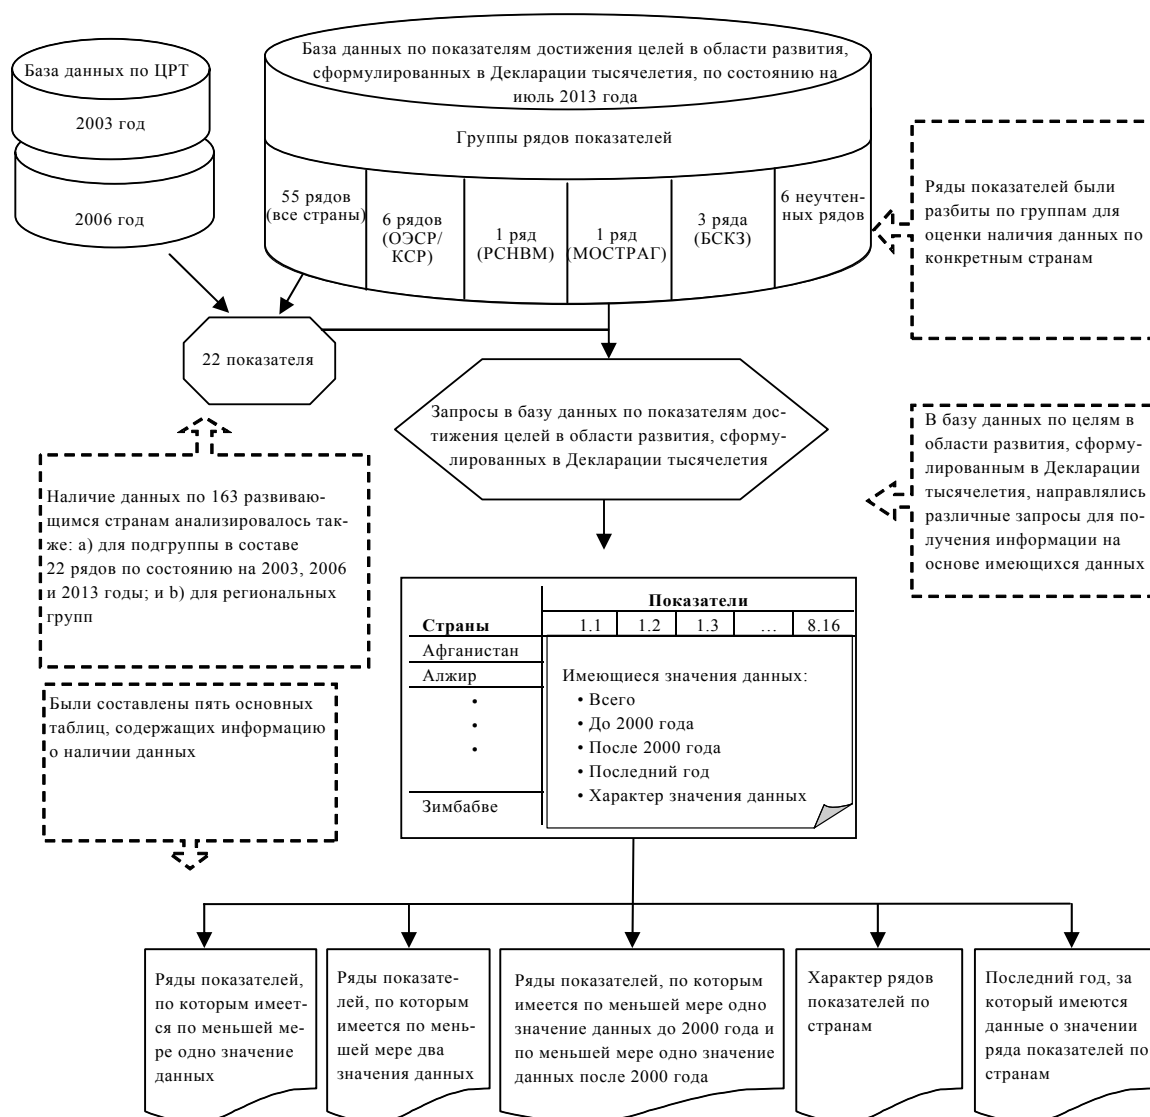 База данных по ЦРТ
2003 год
2006 год
База данных по показателям достижения целей в области развития,
сформулированных в Декларации тысячелетия, по состоянию на
июль 2013 года
Группы рядов показателей
55 рядов
(все страны)
6 рядов
(ОЭСР/
КСР)
1 ряд
(РСНВМ)
1 ряд
(МОСТРАГ)
3 ряда
(БСКЗ)
6 неучтен-
ных рядов
Ряды показателей были
разбиты по группам для
оценки наличия данных по
конкретным странам
22 показателя
Запросы в базу данных по показателям дос-
тижения целей в области развития, сформу-
лированных в Декларации тысячелетия
В базу данных по целям в
области развития, сформу-
лированным в Декларации
тысячелетия, направлялись
различные запросы для по-
лучения информации на
основе имеющихся данных
Наличие данных по 163 развиваю-
щимся странам анализировалось так-
же: a) для подгруппы в составе
22 рядов по состоянию на 2003, 2006
и 2013 годы; и b) для региональных
групп
Были составлены пять основных
таблиц, содержащих информацию
о наличии данных
Показатели
Страны 1.1 1.2 1.3 … 8.16
Афганистан
Алжир
•
•
•
Зимбабве
Имеющиеся значения данных:
• Всего
• До 2000 года
• После 2000 года
• Последний год
• Характер значения данных
Ряды показателей,
по которым имеет-
ся по меньшей ме-
ре одно значение
данных
Ряды показате-
лей, по которым
имеется по мень-
шей мере два
значения данных
Ряды показателей, по которым
имеется по меньшей мере одно
значение данных до 2000 года и
по меньшей мере одно значение
данных после 2000 года
Характер рядов
показателей по
странам
Последний год, за
который имеются
данные о значении
ряда показателей по
странам